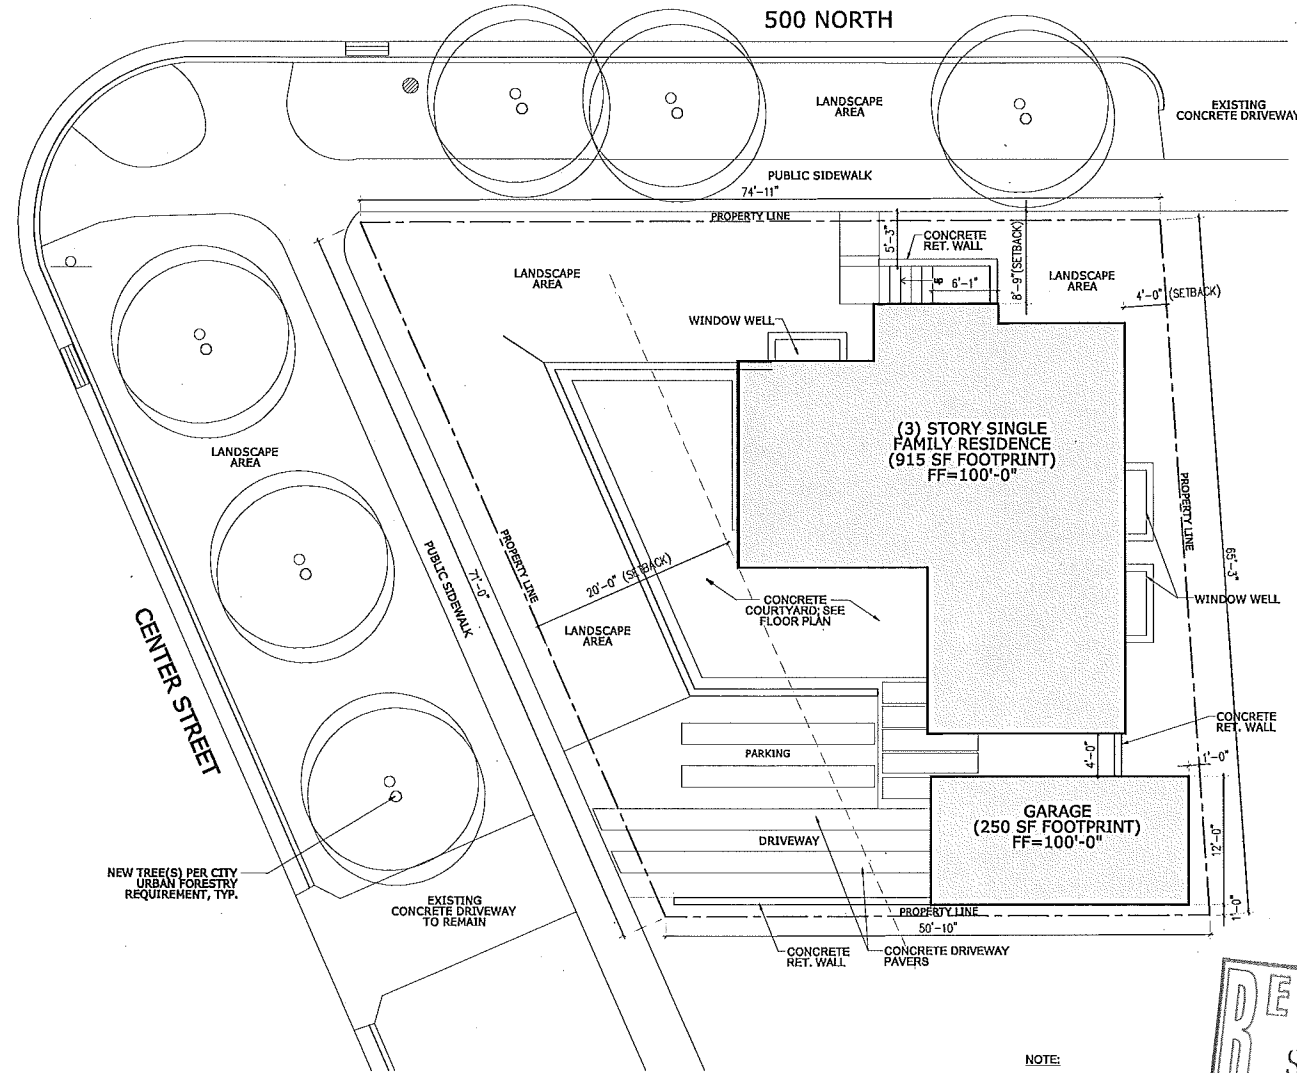 500 NORTH
LANDSCAPE
AREA
EXISTING
CONCRETE DRIVEWAY
PUBLIC SIDEWALK
74'-11"
PROPERTY LINE
5'-3"
CONCRETE
RET. WALL
8'-9"(SETBACK)
LANDSCAPE
AREA
LANDSCAPE
AREA
up
6'-1"
4'-0" (SETBACK)
WINDOW WELL
(3) STORY SINGLE
FAMILY RESIDENCE
(915 SF FOOTPRINT)
FF=100'-0"
LANDSCAPE
AREA
PROPERTY LINE
65'-3"
PUBLIC SIDEWALK
71'-0"
PROPERTY LINE
20'-0" (SETBACK)
CONCRETE
COURTYARD; SEE
FLOOR PLAN
WINDOW WELL
LANDSCAPE
AREA
CENTER STREET
CONCRETE
RET. WALL
PARKING
4'-0"
1'-0"
GARAGE
(250 SF FOOTPRINT)
FF=100'-0"
12'-0"
DRIVEWAY
NEW TREE(S) PER CITY
URBAN FORESTRY
REQUIREMENT, TYP.
EXISTING
CONCRETE DRIVEWAY
TO REMAIN
PROPERTY LINE
1'-0"
50'-10"
CONCRETE
RET. WALL
CONCRETE DRIVEWAY
PAVERS
NOTE: